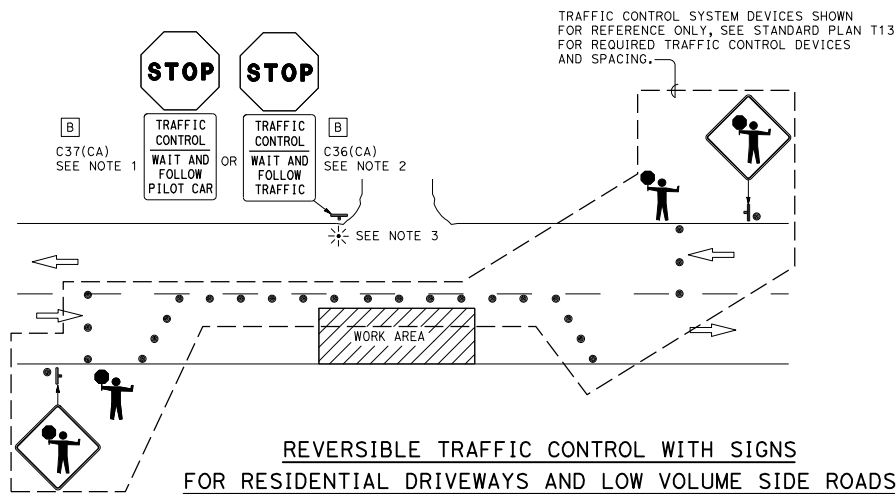 TRAFFIC CONTROL SYSTEM DEVICES SHOWN
FOR REFERENCE ONLY, SEE STANDARD PLAN T13
FOR REQUIRED TRAFFIC CONTROL DEVICES
AND SPACING.
STOP
STOP
B
C37(CA)
SEE NOTE 1
TRAFFIC
CONTROL
WAIT AND
FOLLOW
PILOT CAR
OR
TRAFFIC
CONTROL
WAIT AND
FOLLOW
TRAFFIC
B
C36(CA)
SEE NOTE 2
SEE NOTE 3
WORK AREA
REVERSIBLE TRAFFIC CONTROL WITH SIGNS
FOR RESIDENTIAL DRIVEWAYS AND LOW VOLUME SIDE ROADS